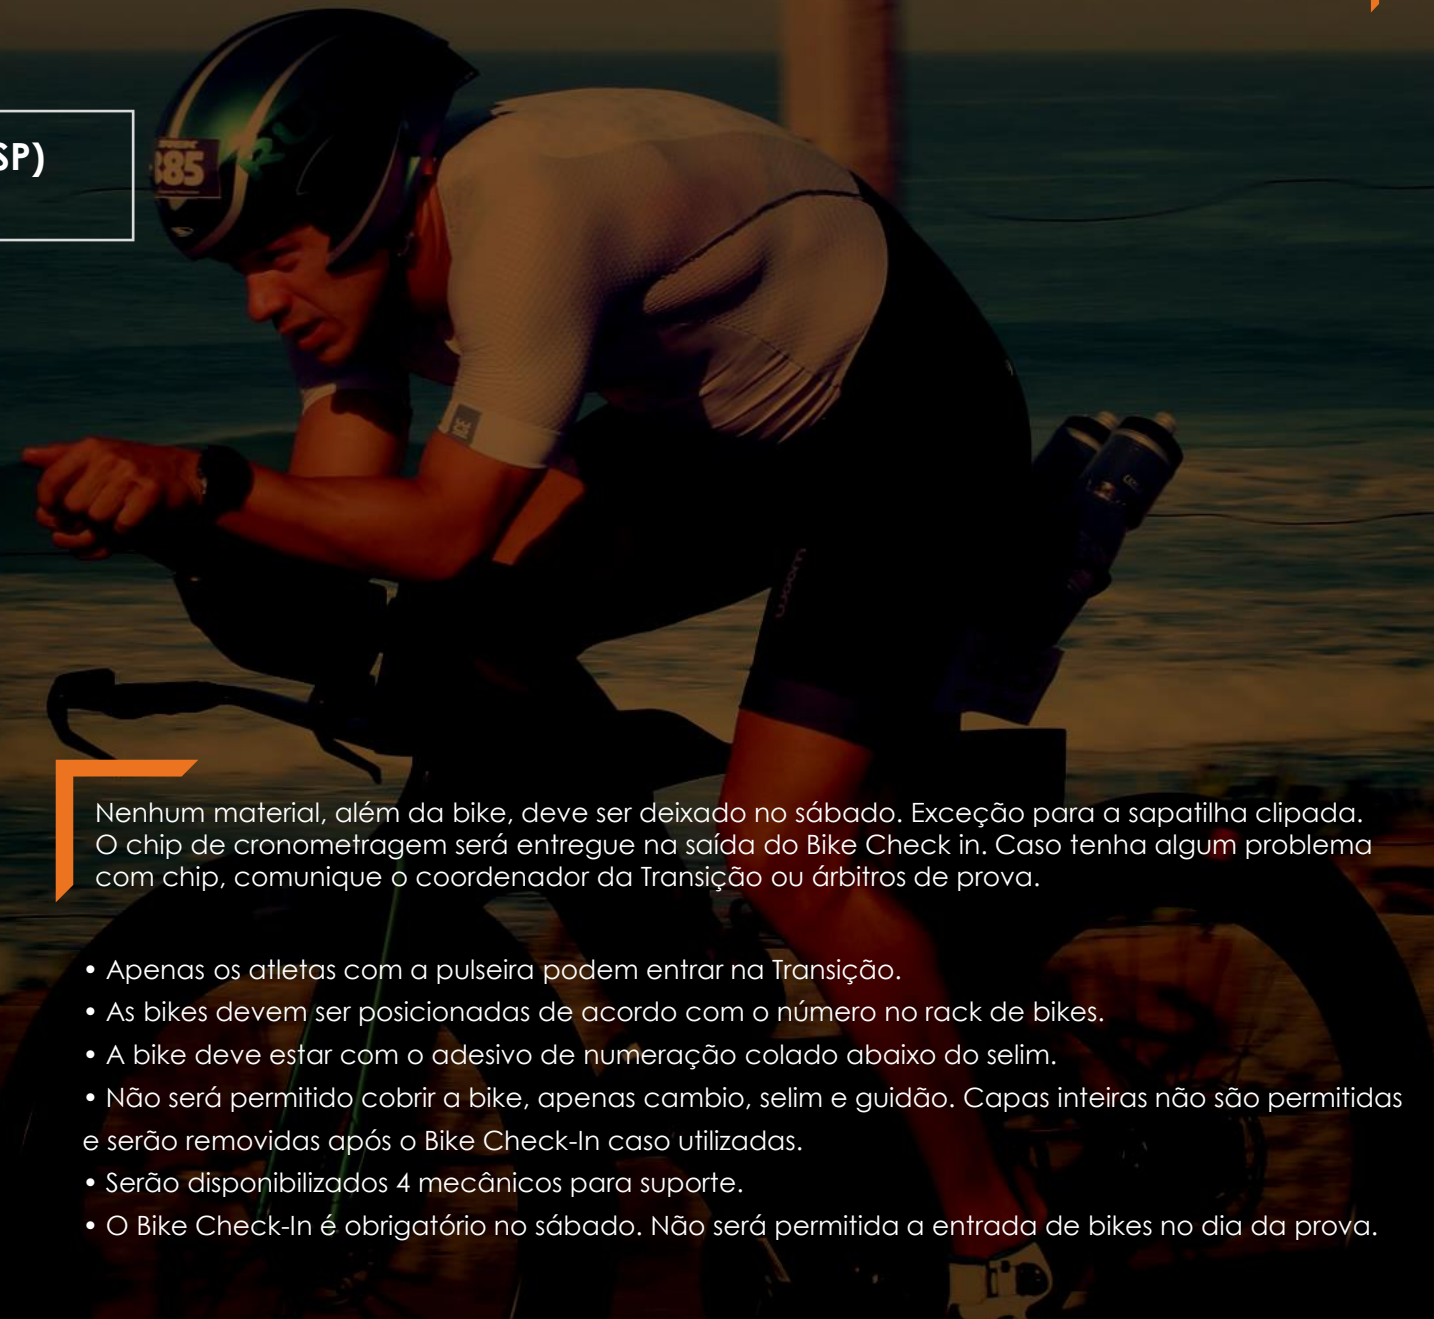 SP)
385
woom
Nenhum material, além da bike, deve ser deixado no sábado. Exceção para a sapatilha clipada.
O chip de cronometragem será entregue na saída do Bike Check in. Caso tenha algum problema
com chip, comunique o coordenador da Transição ou árbitros de prova.
• Apenas os atletas com a pulseira podem entrar na Transição.
• As bikes devem ser posicionadas de acordo com o número no rack de bikes.
• A bike deve estar com o adesivo de numeração colado abaixo do selim.
• Não será permitido cobrir a bike, apenas cambio, selim e guidão. Capas inteiras não são permitidas
e serão removidas após o Bike Check-In caso utilizadas.
• Serão disponibilizados 4 mecânicos para suporte.
• O Bike Check-In é obrigatório no sábado. Não será permitida a entrada de bikes no dia da prova.